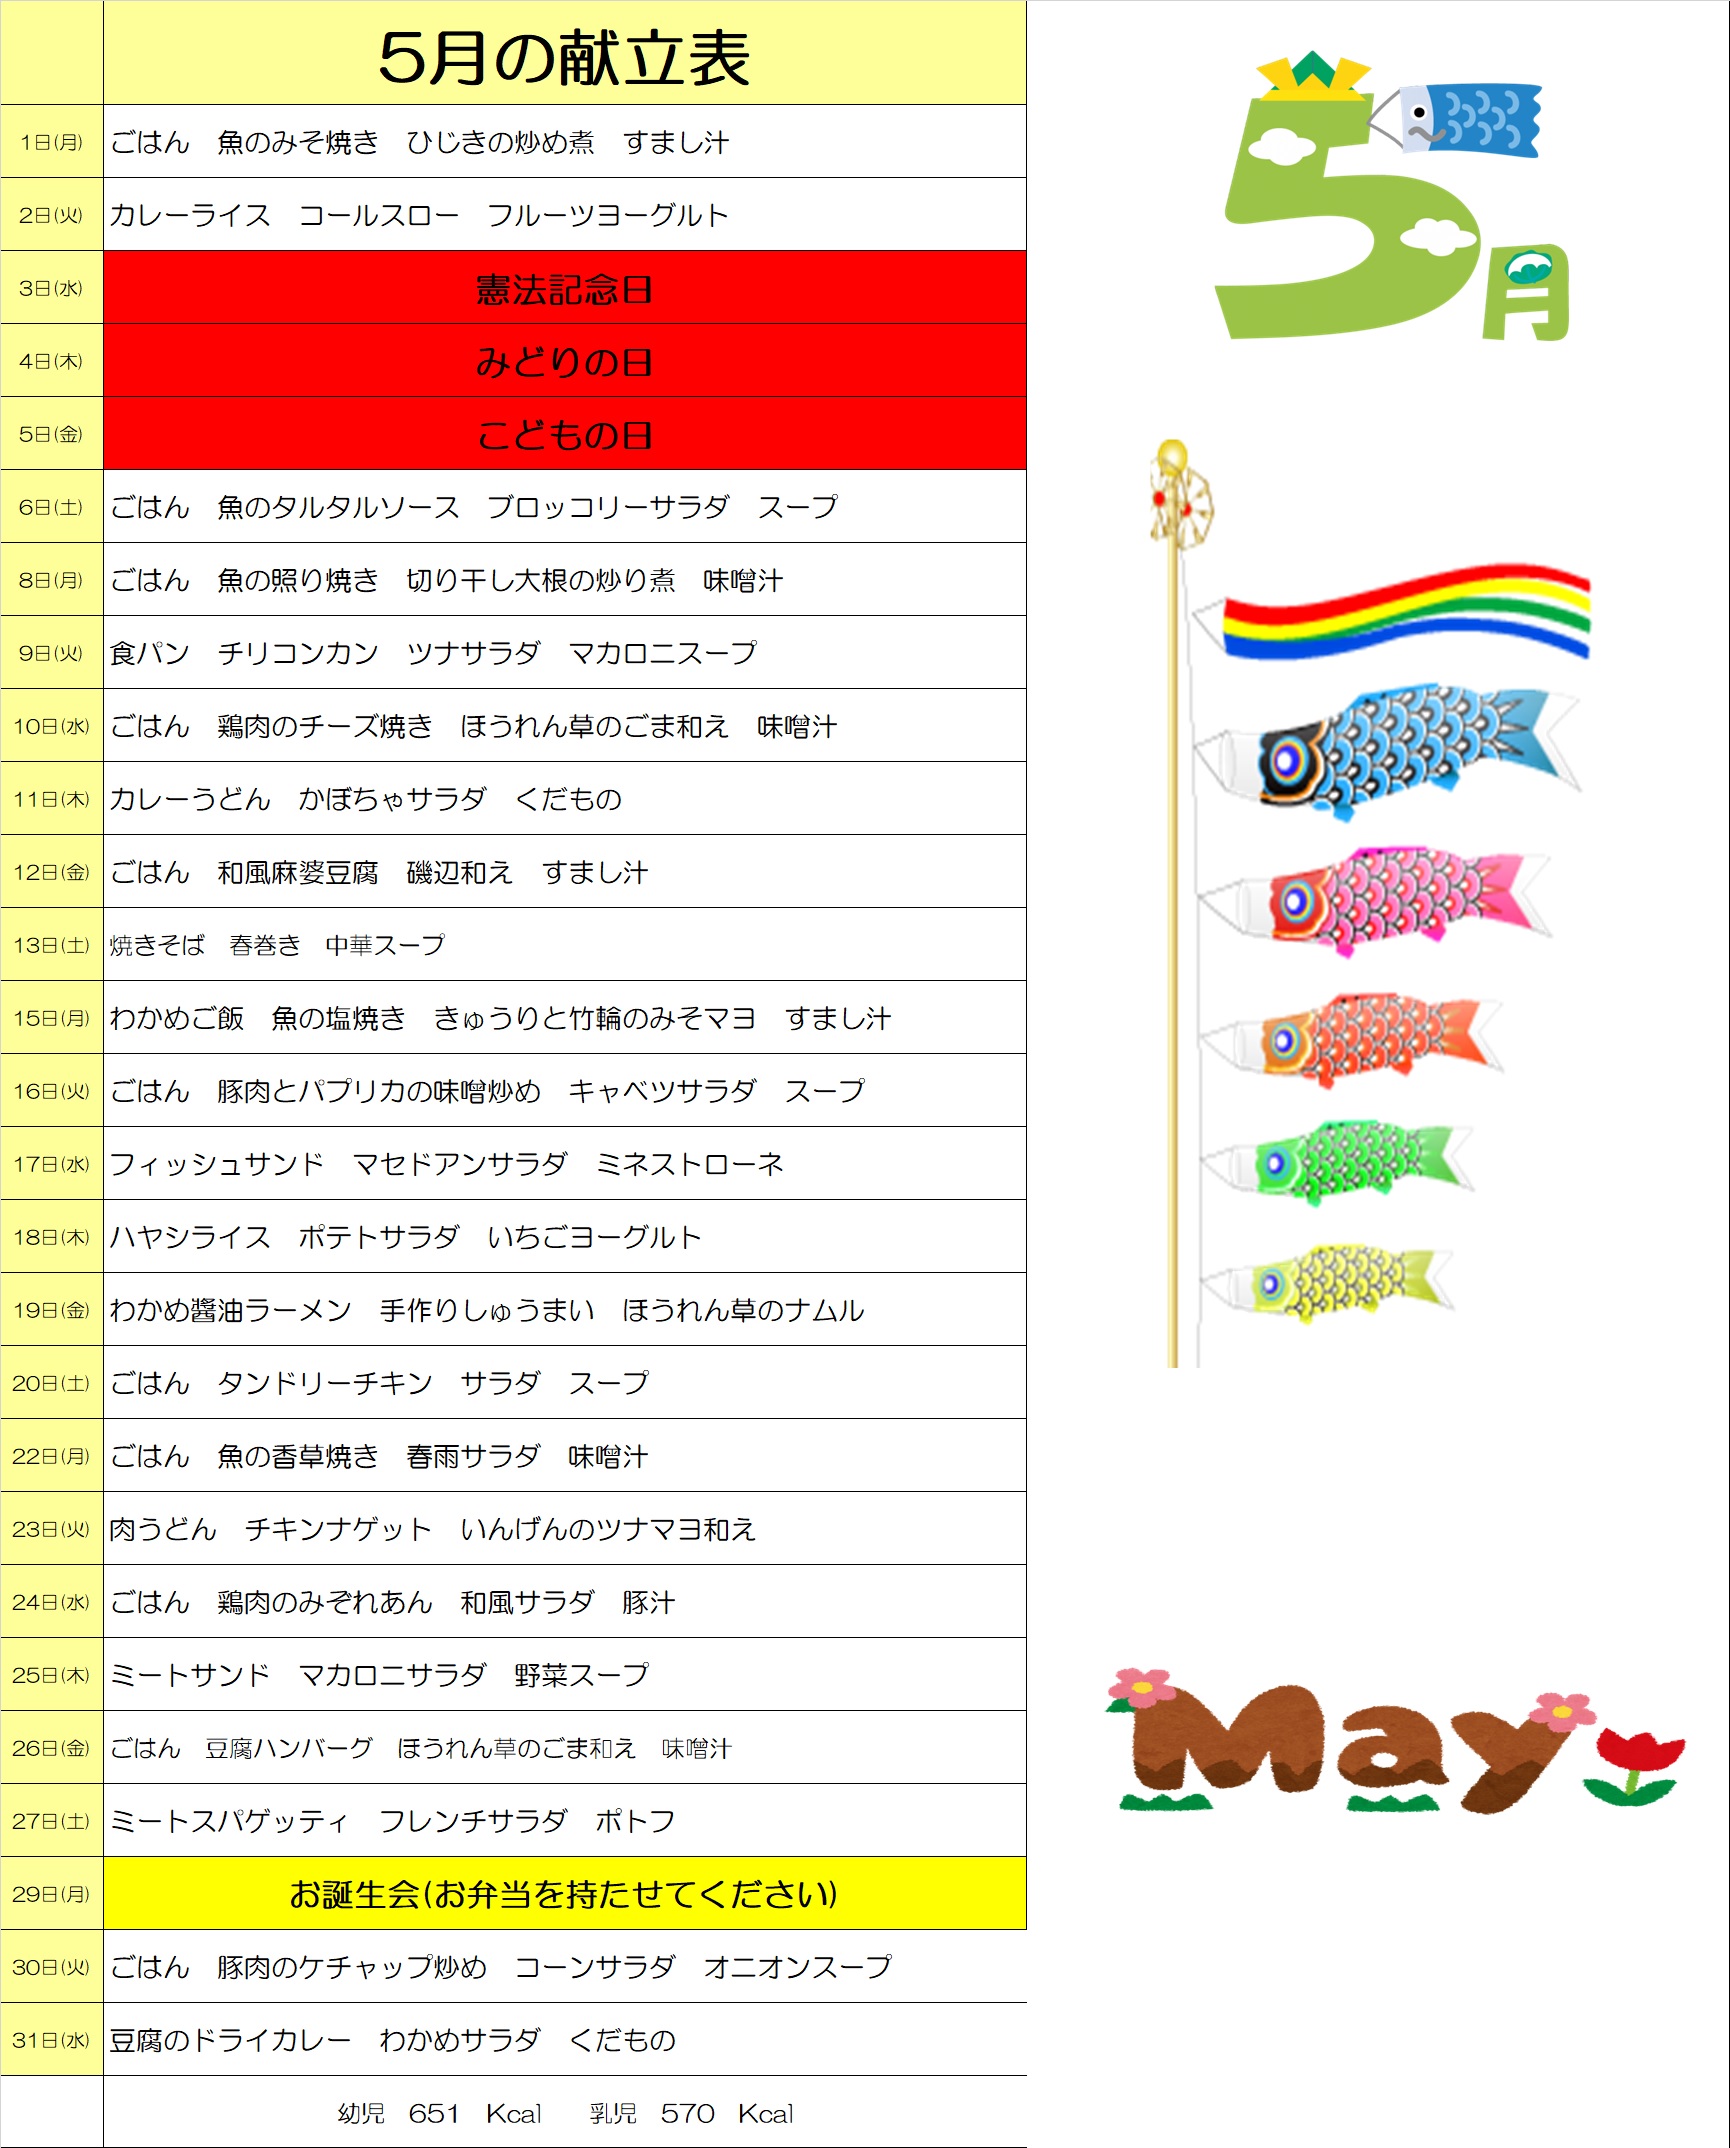 5月の献立表
1日(月) ごはん　魚のみそ焼き　ひじきの炒め煮　すまし汁
2日(火) カレーライス　コールスロー　フルーツヨーグルト
3日(水) 憲法記念日
4日(木) みどりの日
5日(金) こどもの日
6日(土) ごはん　魚のタルタルソース　ブロッコリーサラダ　スープ
8日(月) ごはん　魚の照り焼き　切り干し大根の炒り煮　味噌汁
9日(火) 食パン　チリコンカン　ツナサラダ　マカロニスープ
10日(水) ごはん　鶏肉のチーズ焼き　ほうれん草のごま和え　味噌汁
11日(木) カレーうどん　かぼちゃサラダ　くだもの
12日(金) ごはん　和風麻婆豆腐　磯辺和え　すまし汁
13日(土) 焼きそば　春巻き　中華スープ
15日(月) わかめご飯　魚の塩焼き　きゅうりと竹輪のみそマヨ　すまし汁
16日(火) ごはん　豚肉とパプリカの味噌炒め　キャベツサラダ　スープ
17日(水) フィッシュサンド　マセドアンサラダ　ミネストローネ
18日(木) ハヤシライス　ポテトサラダ　いちごヨーグルト
19日(金) わかめ醤油ラーメン　手作りしゅうまい　ほうれん草のナムル
20日(土) ごはん　タンドリーチキン　サラダ　スープ
22日(月) ごはん　魚の香草焼き　春雨サラダ　味噌汁
23日(火) 肉うどん　チキンナゲット　いんげんのツナマヨ和え
24日(水) ごはん　鶏肉のみぞれあん　和風サラダ　豚汁
25日(木) ミートサンド　マカロニサラダ　野菜スープ
26日(金) ごはん　豆腐ハンバーグ　ほうれん草のごま和え　味噌汁
27日(土) ミートスパゲッティ　フレンチサラダ　ポトフ
29日(月) お誕生会(お弁当を持たせてください)
30日(火) ごはん　豚肉のケチャップ炒め　コーンサラダ　オニオンスープ
31日(水) 豆腐のドライカレー　わかめサラダ　くだもの
幼児　651　Kcal　　乳児　570　Kcal
5月
May